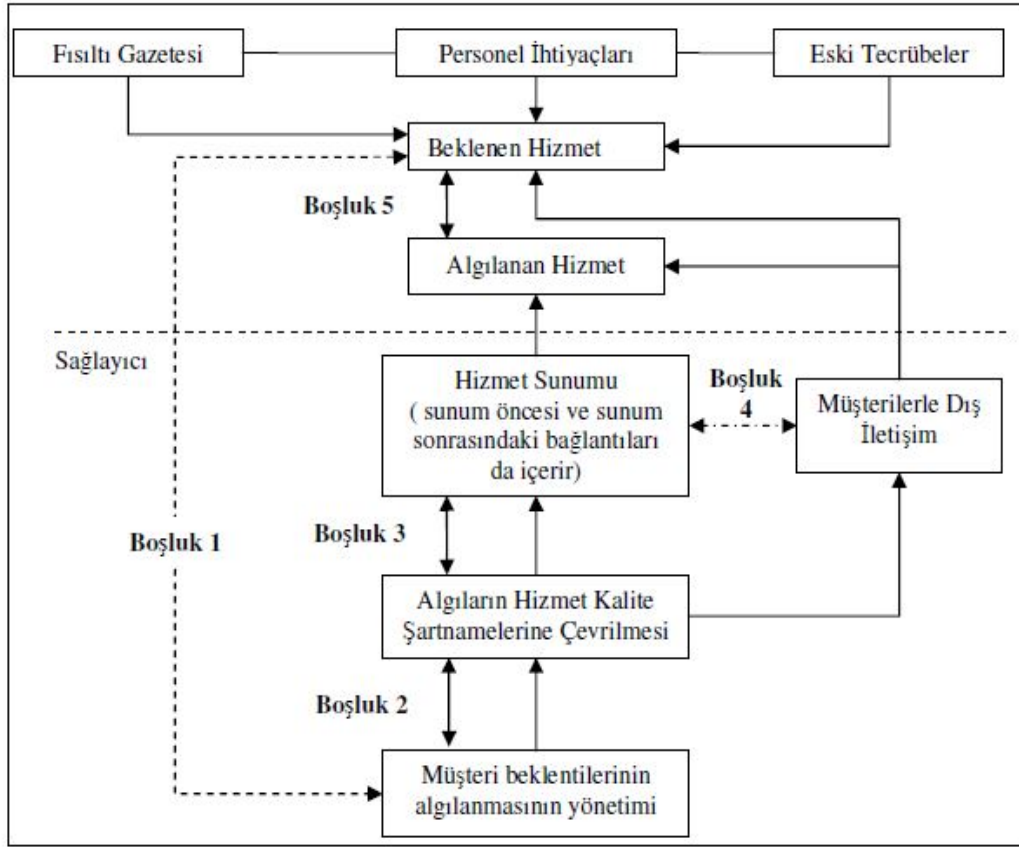 Fısıltı Gazetesi
Personel İhtiyaçları
Eski Tecrübeler
Beklenen Hizmet
Boşluk 5
Algılanan Hizmet
Sağlayıcı
Hizmet Sunumu
( sunum öncesi ve sunum
sonrasındaki bağlantıları
da içerir)
Boşluk
4
Müşterilerle Dış
İletişim
Boşluk 3
Boşluk 1
Algıların Hizmet Kalite
Şartnamelerine Çevrilmesi
Boşluk 2
Müşteri beklentilerinin
algılanmasının yönetimi